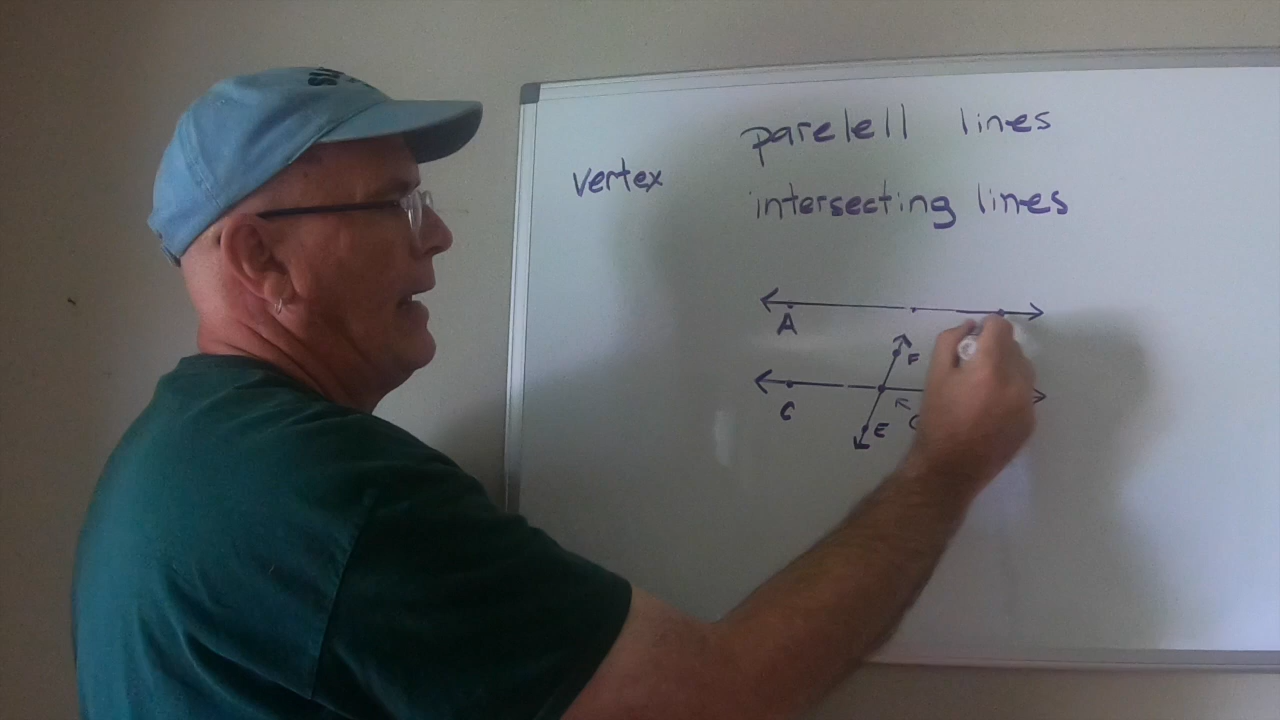 parelell lines
vertex
intersecting lines
A
F
C
E